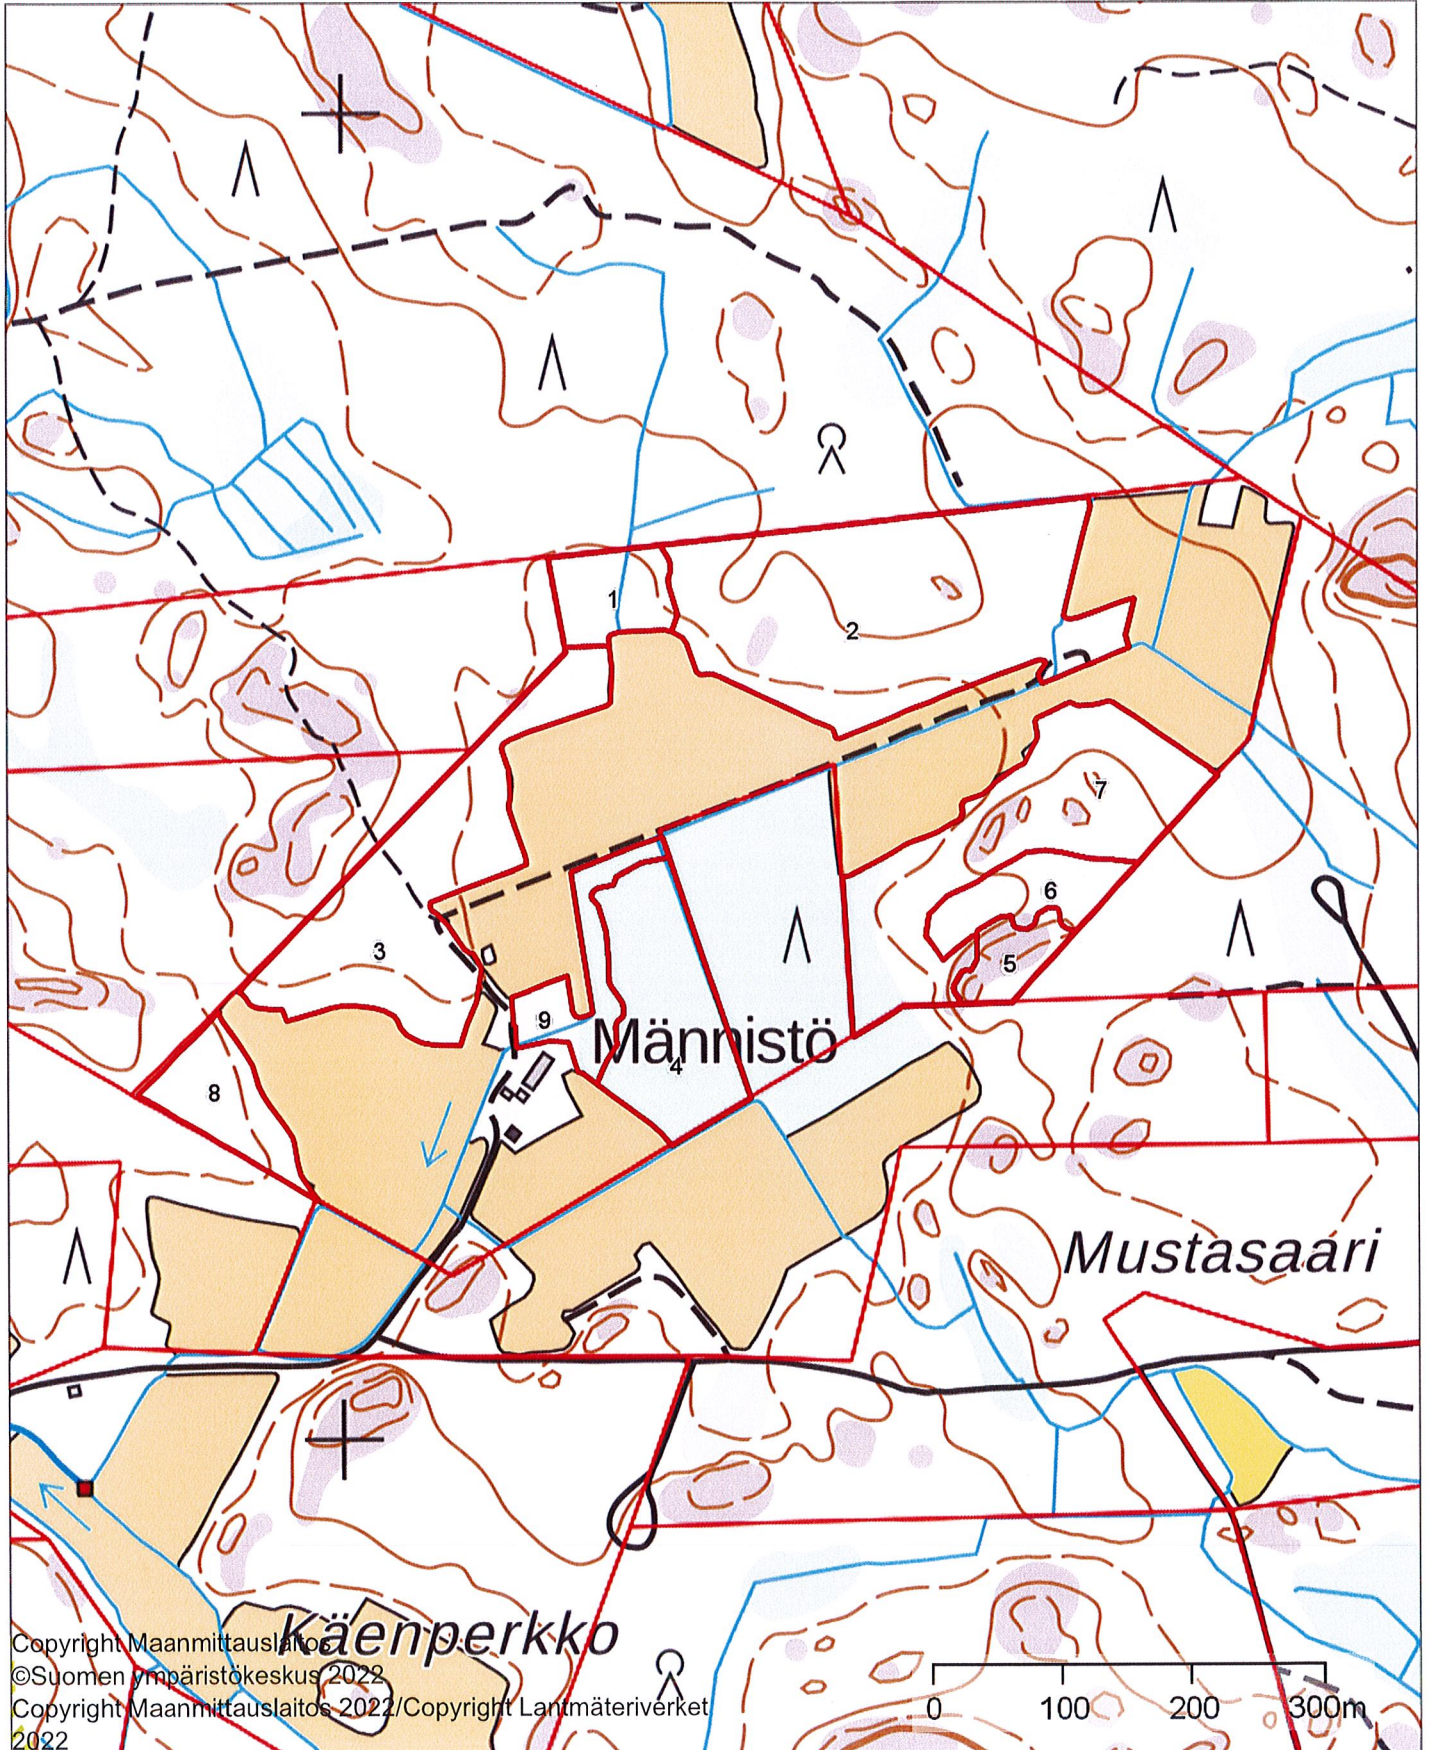 1
2
7
6
3
5
9
Männistö
4
8
Mustasaari
Käenperkko
Copyright Maanmittauslaitos
©Suomen ympäristökeskus 2022
Copyright Maanmittauslaitos 2022/Copyright Lantmäteriverket
2022
0 100 200 300m